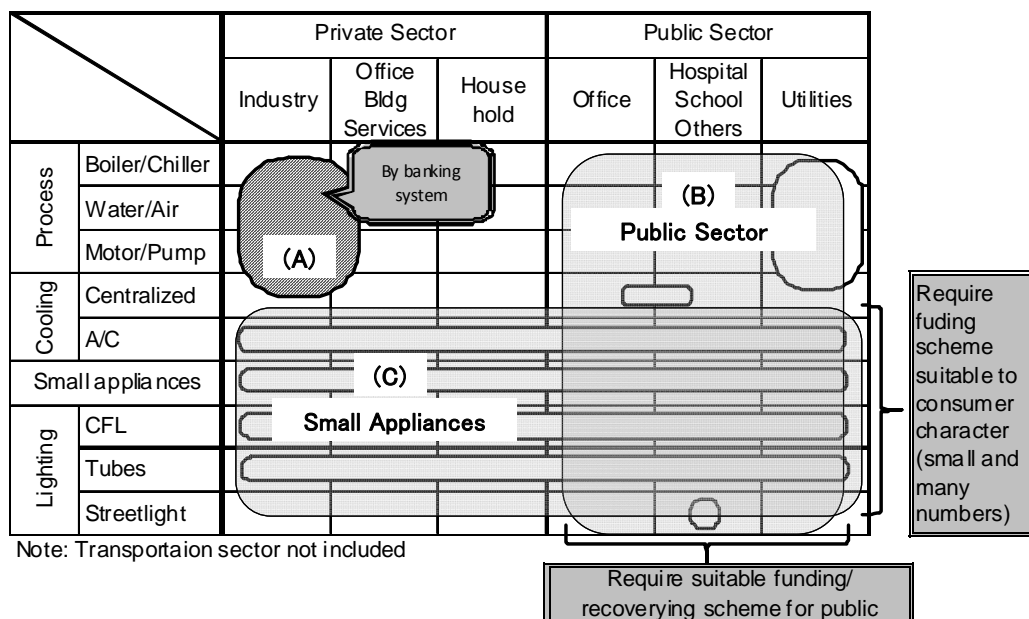 Private Sector
Public Sector
Industry
Office
Bldg
Services
House
hold
Office
Hospital
School
Others
Utilities
Process
Boiler/Chiller
Water/Air
Motor/Pump
Cooling
Centralized
A/C
Small appliances
Lighting
CFL
Tubes
Streetlight
By banking
system
(A)
(B)
Public Sector
(C)
Small Appliances
Require
fuding
scheme
suitable to
consumer
character
(small and
many
numbers)
Note: Transportaion sector not included
Require suitable funding/
recoverying scheme for public